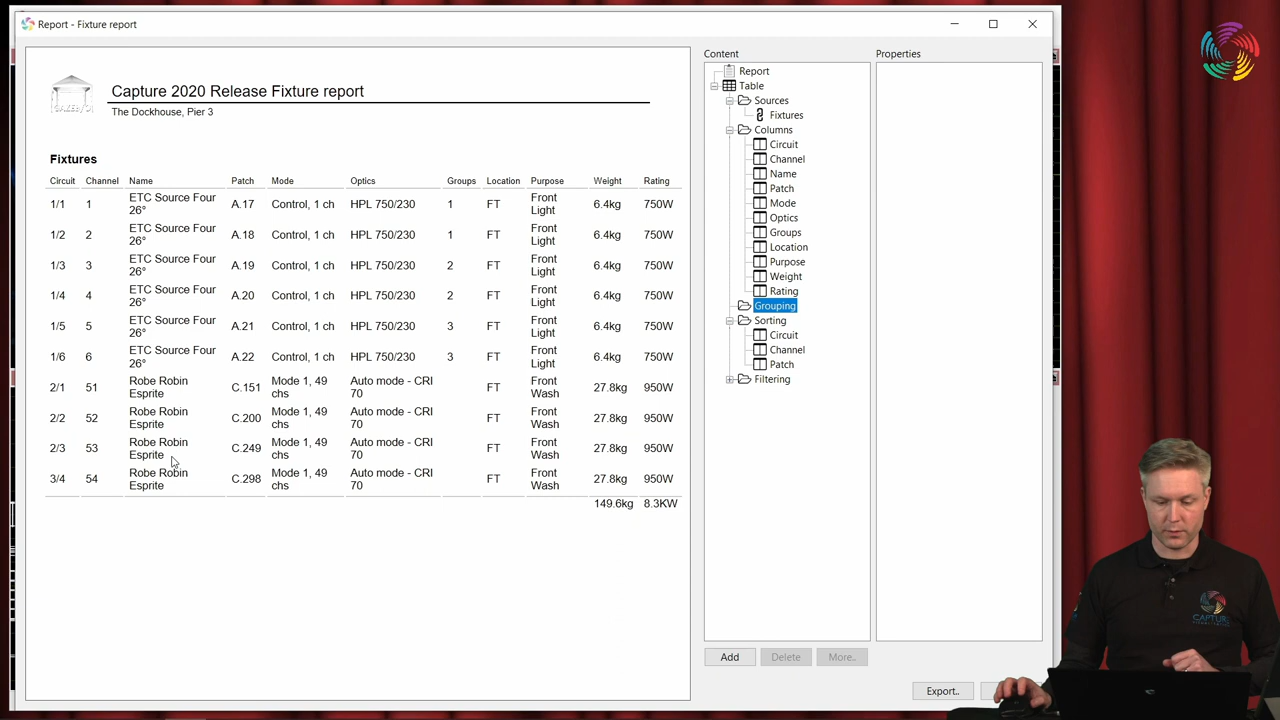 Report - Fixture report
Capture 2020 Release Fixture report
The Dockhouse, Pier 3
Fixtures
Circuit Channel Name Patch Mode Optics Groups Location Purpose Weight Rating
1/1 1 ETC Source Four 26° A.17 Control, 1 ch HPL 750/230 1 FT Front Light 6.4kg 750W
1/2 2 ETC Source Four 26° A.18 Control, 1 ch HPL 750/230 1 FT Front Light 6.4kg 750W
1/3 3 ETC Source Four 26° A.19 Control, 1 ch HPL 750/230 2 FT Front Light 6.4kg 750W
1/4 4 ETC Source Four 26° A.20 Control, 1 ch HPL 750/230 2 FT Front Light 6.4kg 750W
1/5 5 ETC Source Four 26° A.21 Control, 1 ch HPL 750/230 3 FT Front Light 6.4kg 750W
1/6 6 ETC Source Four 26° A.22 Control, 1 ch HPL 750/230 3 FT Front Light 6.4kg 750W
2/1 51 Robe Robin Esprite C.151 Mode 1, 49 chs Auto mode - CRI 70 FT Front Wash 27.8kg 950W
2/2 52 Robe Robin Esprite C.200 Mode 1, 49 chs Auto mode - CRI 70 FT Front Wash 27.8kg 950W
2/3 53 Robe Robin Esprite C.249 Mode 1, 49 chs Auto mode - CRI 70 FT Front Wash 27.8kg 950W
3/4 54 Robe Robin Esprite C.298 Mode 1, 49 chs Auto mode - CRI 70 FT Front Wash 27.8kg 950W
149.6kg 8.3KW
Content
Report
Table
Sources
Fixtures
Columns
Circuit
Channel
Name
Patch
Mode
Optics
Groups
Location
Purpose
Weight
Rating
Grouping
Sorting
Circuit
Channel
Patch
Filtering
Add Delete More..
Properties
Export..
CAPTURE